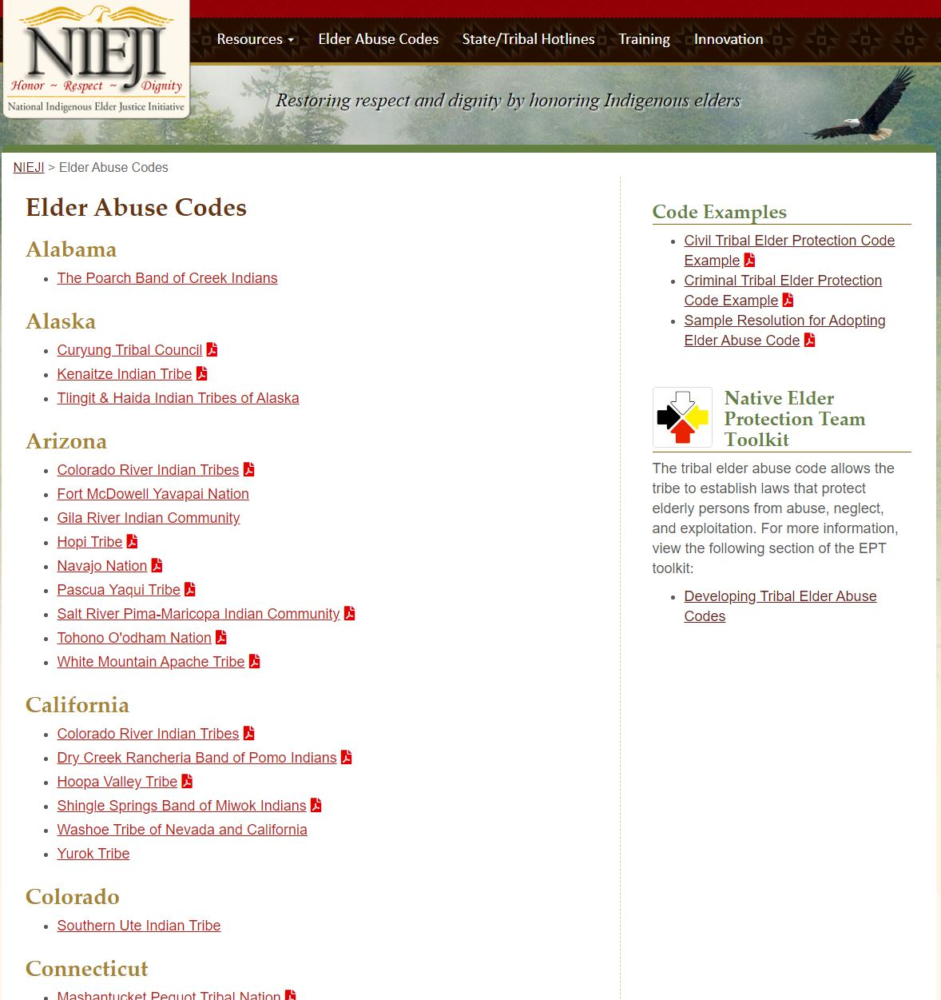 NIEJI
Honor ~ Respect ~ Dignity
National Indigenous Elder Justice Initiative
Resources
Elder Abuse Codes
State/Tribal Hotlines
Training
Innovation
Restoring respect and dignity by honoring Indigenous elders
NIEJI > Elder Abuse Codes
Elder Abuse Codes
Alabama
The Poarch Band of Creek Indians
Alaska
Curyung Tribal Council
Kenaitze Indian Tribe
Tlingit & Haida Indian Tribes of Alaska
Arizona
Colorado River Indian Tribes
Fort McDowell Yavapai Nation
Gila River Indian Community
Hopi Tribe
Navajo Nation
Pascua Yaqui Tribe
Salt River Pima-Maricopa Indian Community
Tohono O'odham Nation
White Mountain Apache Tribe
California
Colorado River Indian Tribes
Dry Creek Rancheria Band of Pomo Indians
Hoopa Valley Tribe
Shingle Springs Band of Miwok Indians
Washoe Tribe of Nevada and California
Yurok Tribe
Colorado
Southern Ute Indian Tribe
Connecticut
Mashantucket Pequot Tribal Nation
Code Examples
Civil Tribal Elder Protection Code
Example
Criminal Tribal Elder Protection
Code Example
Sample Resolution for Adopting
Elder Abuse Code
Native Elder
Protection Team
Toolkit
The tribal elder abuse code allows the
tribe to establish laws that protect
elderly persons from abuse, neglect,
and exploitation. For more information,
view the following section of the EPT
toolkit:
Developing Tribal Elder Abuse
Codes